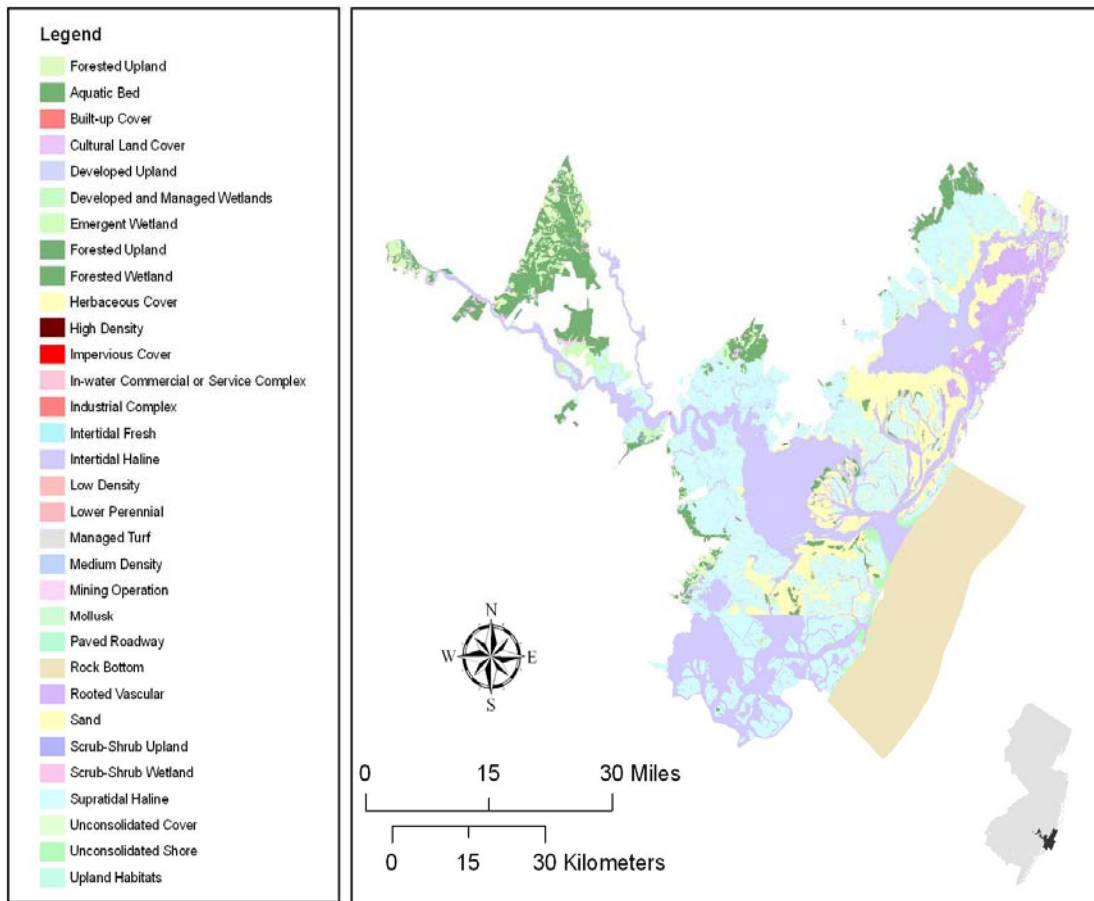 Legend
Forested Upland
Aquatic Bed
Built-up Cover
Cultural Land Cover
Developed Upland
Developed and Managed Wetlands
Emergent Wetland
Forested Upland
Forested Wetland
Herbaceous Cover
High Density
Impervious Cover
In-water Commercial or Service Complex
Industrial Complex
Intertidal Fresh
Intertidal Haline
Low Density
Lower Perennial
Managed Turf
Medium Density
Mining Operation
Mollusk
Paved Roadway
Rock Bottom
Rooted Vascular
Sand
Scrub-Shrub Upland
Scrub-Shrub Wetland
Supratidal Haline
Unconsolidated Cover
Unconsolidated Shore
Upland Habitats
N
W E
S
0 15 30 Miles
0 15 30 Kilometers